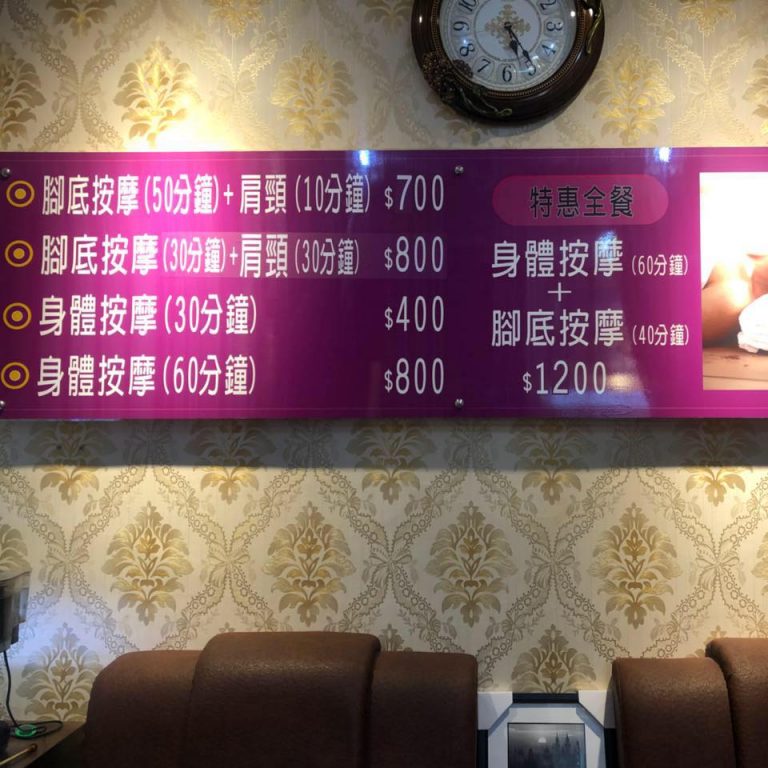 腳底按摩(50分鐘)+肩頸(10分鐘) $700
腳底按摩(30分鐘)+肩頸(30分鐘) $800
身體按摩(30分鐘) $400
身體按摩(60分鐘) $800
特惠全餐
身體按摩(60分鐘)
+
腳底按摩(40分鐘)
$1200